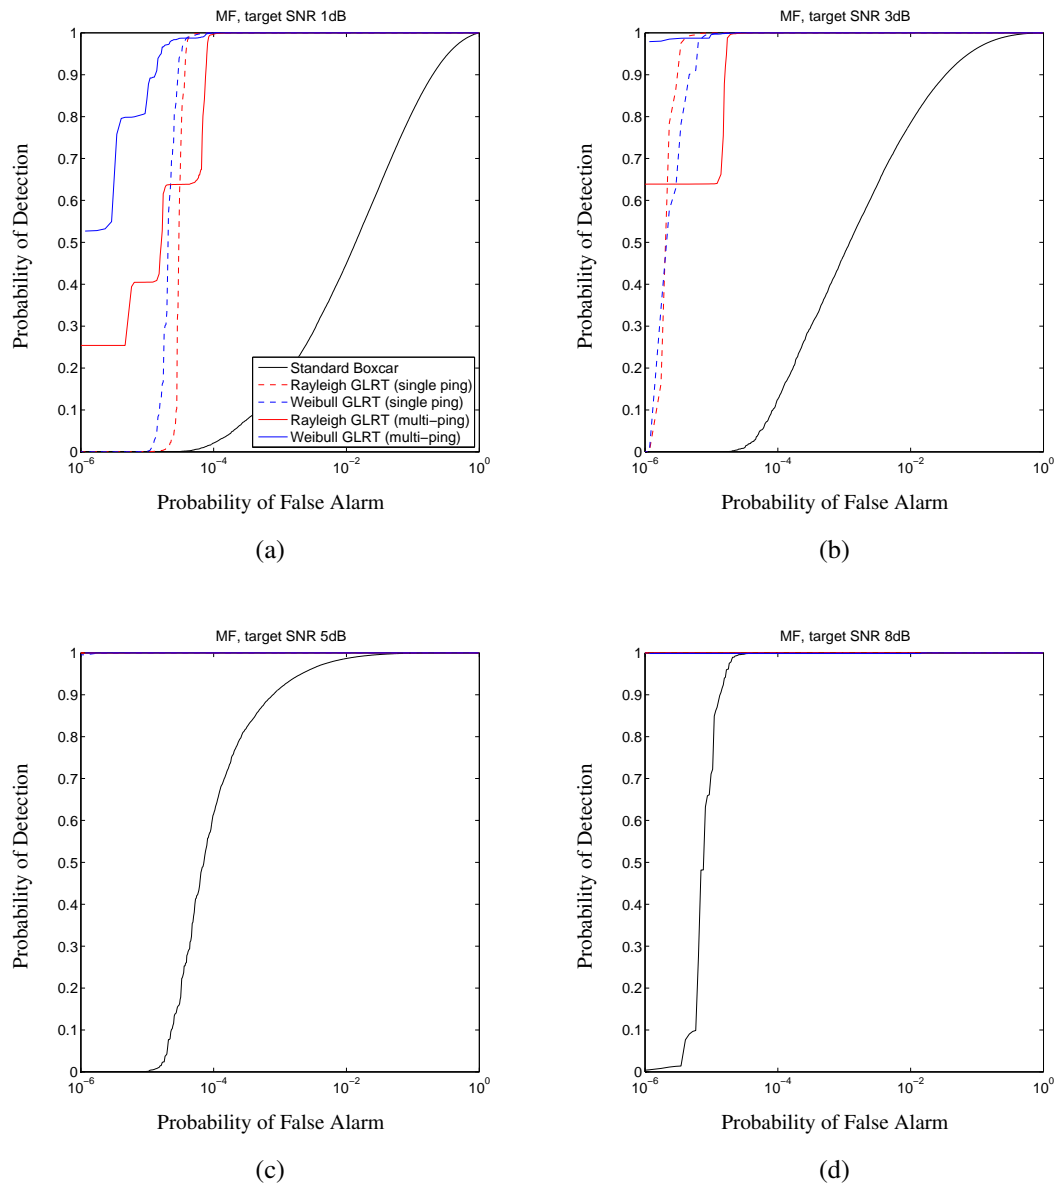 MF, target SNR 1dB
1
0.9
0.8
0.7
0.6
0.5
0.4
0.3
0.2
0.1
0
10−6
10−4
10−2
100
Probability of Detection
Probability of False Alarm
Standard Boxcar
Rayleigh GLRT (single ping)
Weibull GLRT (single ping)
Rayleigh GLRT (multi−ping)
Weibull GLRT (multi−ping)
(a)
MF, target SNR 3dB
1
0.9
0.8
0.7
0.6
0.5
0.4
0.3
0.2
0.1
0
10−6
10−4
10−2
100
Probability of Detection
Probability of False Alarm
(b)
MF, target SNR 5dB
1
0.9
0.8
0.7
0.6
0.5
0.4
0.3
0.2
0.1
0
10−6
10−4
10−2
100
Probability of Detection
Probability of False Alarm
(c)
MF, target SNR 8dB
1
0.9
0.8
0.7
0.6
0.5
0.4
0.3
0.2
0.1
0
10−6
10−4
10−2
100
Probability of Detection
Probability of False Alarm
(d)